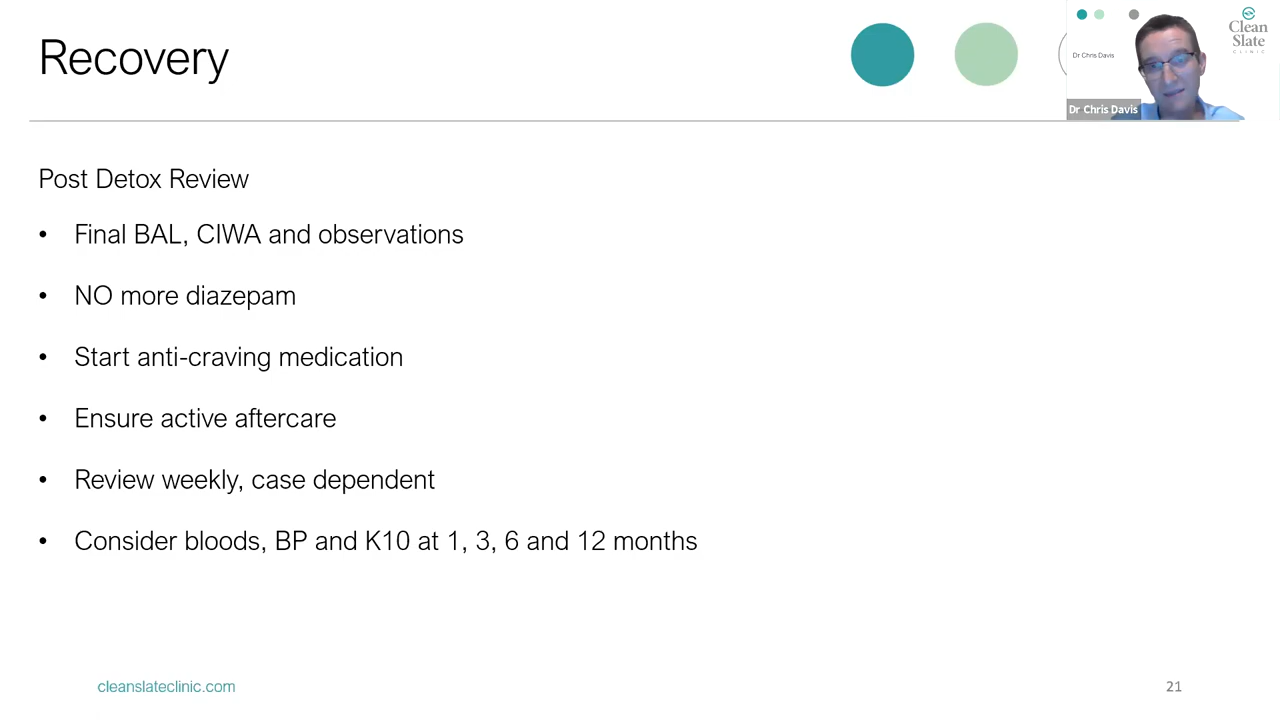 Recovery
Dr Chris Davis
Clean
Slate
CLINIC
Dr Chris Davis
Post Detox Review
• Final BAL, CIWA and observations
• NO more diazepam
• Start anti-craving medication
• Ensure active aftercare
• Review weekly, case dependent
• Consider bloods, BP and K10 at 1, 3, 6 and 12 months
cleanslateclinic.com
21